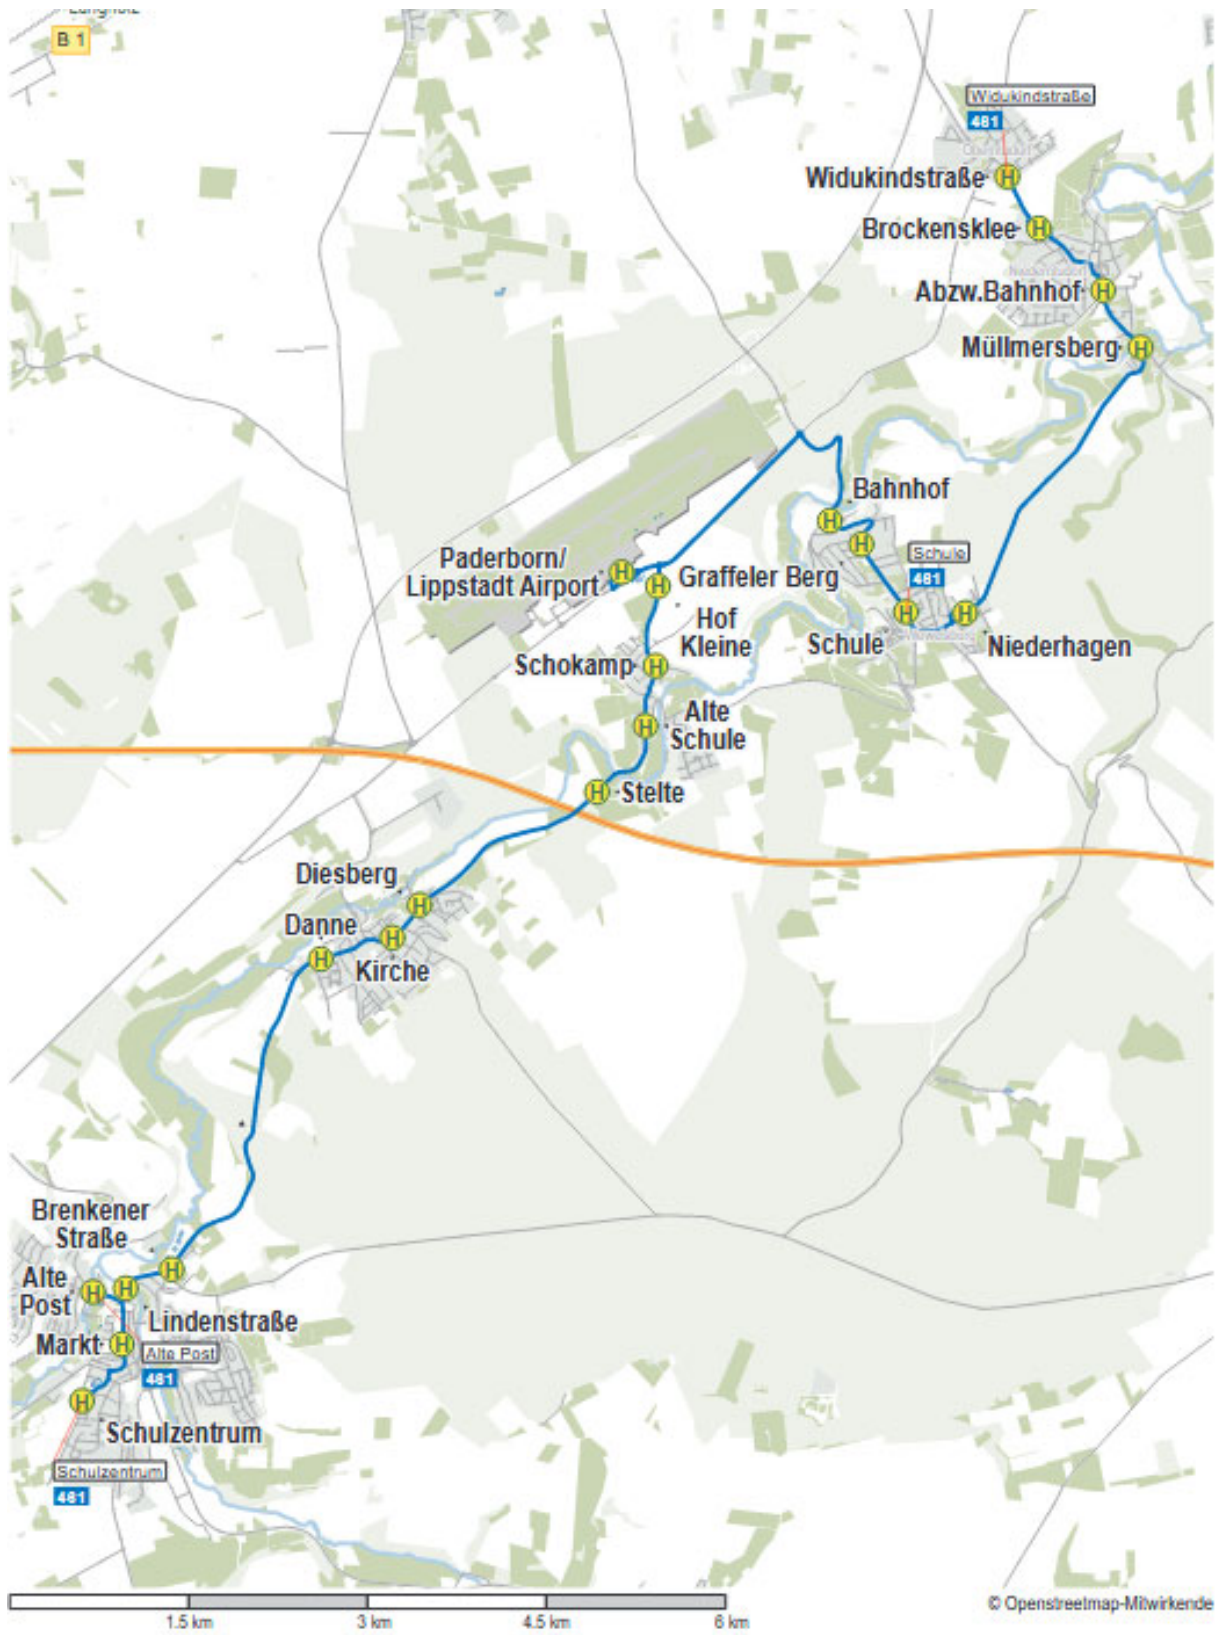 B 1
Widukindstraße
481
Widukindstraße
Brockensklee
Abzw.Bahnhof
Müllmersberg
Bahnhof
Paderborn/
Lippstadt Airport
Graffeler Berg
Schule
481
Hof
Kleine
Schule
Niederhagen
Schokamp
Alte
Schule
Stelte
Diesberg
Danne
Kirche
Brenkener
Straße
Alte
Post
Lindenstraße
Markt
Alte Post
481
Schulzentrum
Schulzentrum
481
1.5 km
3 km
4.5 km
6 km
© Openstreetmap-Mitwirkende